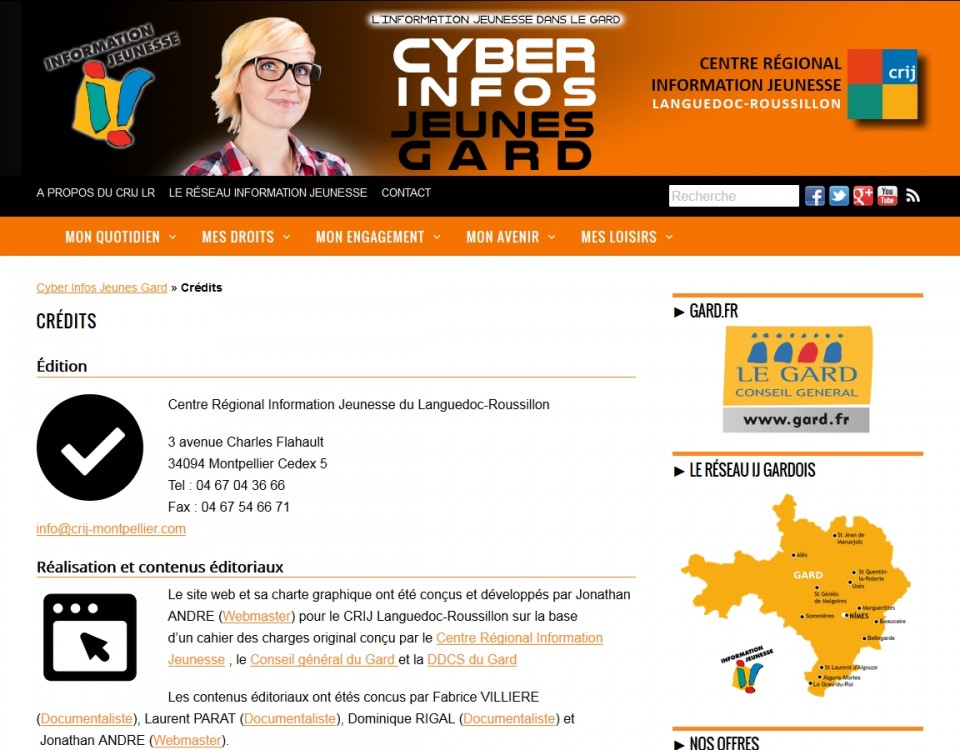 INFORMATION
JEUNESSE
L'INFORMATION JEUNESSE DANS LE GARD
CYBER
INFOS
JEUNES
GARD
CENTRE RÉGIONAL
INFORMATION JEUNESSE
LANGUEDOC-ROUSSILLON
crij
A PROPOS DU CRIJ LR LE RÉSEAU INFORMATION JEUNESSE CONTACT
Recherche
You
Tube
MON QUOTIDIEN MES DROITS MON ENGAGEMENT MON AVENIR MES LOISIRS
Cyber Infos Jeunes Gard » Crédits
CRÉDITS
Édition
Centre Régional Information Jeunesse du Languedoc-Roussillon
3 avenue Charles Flahault
34094 Montpellier Cedex 5
Tel : 04 67 04 36 66
Fax : 04 67 54 66 71
info@crij-montpellier.com
Réalisation et contenus éditoriaux
Le site web et sa charte graphique ont été conçus et développés par Jonathan
ANDRE (Webmaster) pour le CRIJ Languedoc-Roussillon sur la base
d'un cahier des charges original conçu par le Centre Régional Information
Jeunesse , le Conseil général du Gard et la DDCS du Gard
Les contenus éditoriaux ont étés concus par Fabrice VILLIERE
(Documentaliste), Laurent PARAT (Documentaliste), Dominique RIGAL (Documentaliste) et
Jonathan ANDRE (Webmaster).
► GARD.FR
LE GARD
CONSEIL GENERAL
www.gard.fr
► LE RÉSEAU IJ GARDOIS
St Jean de
Maruejols
Alès
GARD
St Quentin-
la-Poterie
Uzès
St Géniès
de Malgoires
Marguerittes
Sommières
NÎMES
Beaucaire
Bellegarde
INFORMATION
JEUNESSE
St Laurent d'Aigouze
Aigues-Mortes
Le Grau-du-Roi
► NOS OFFRES